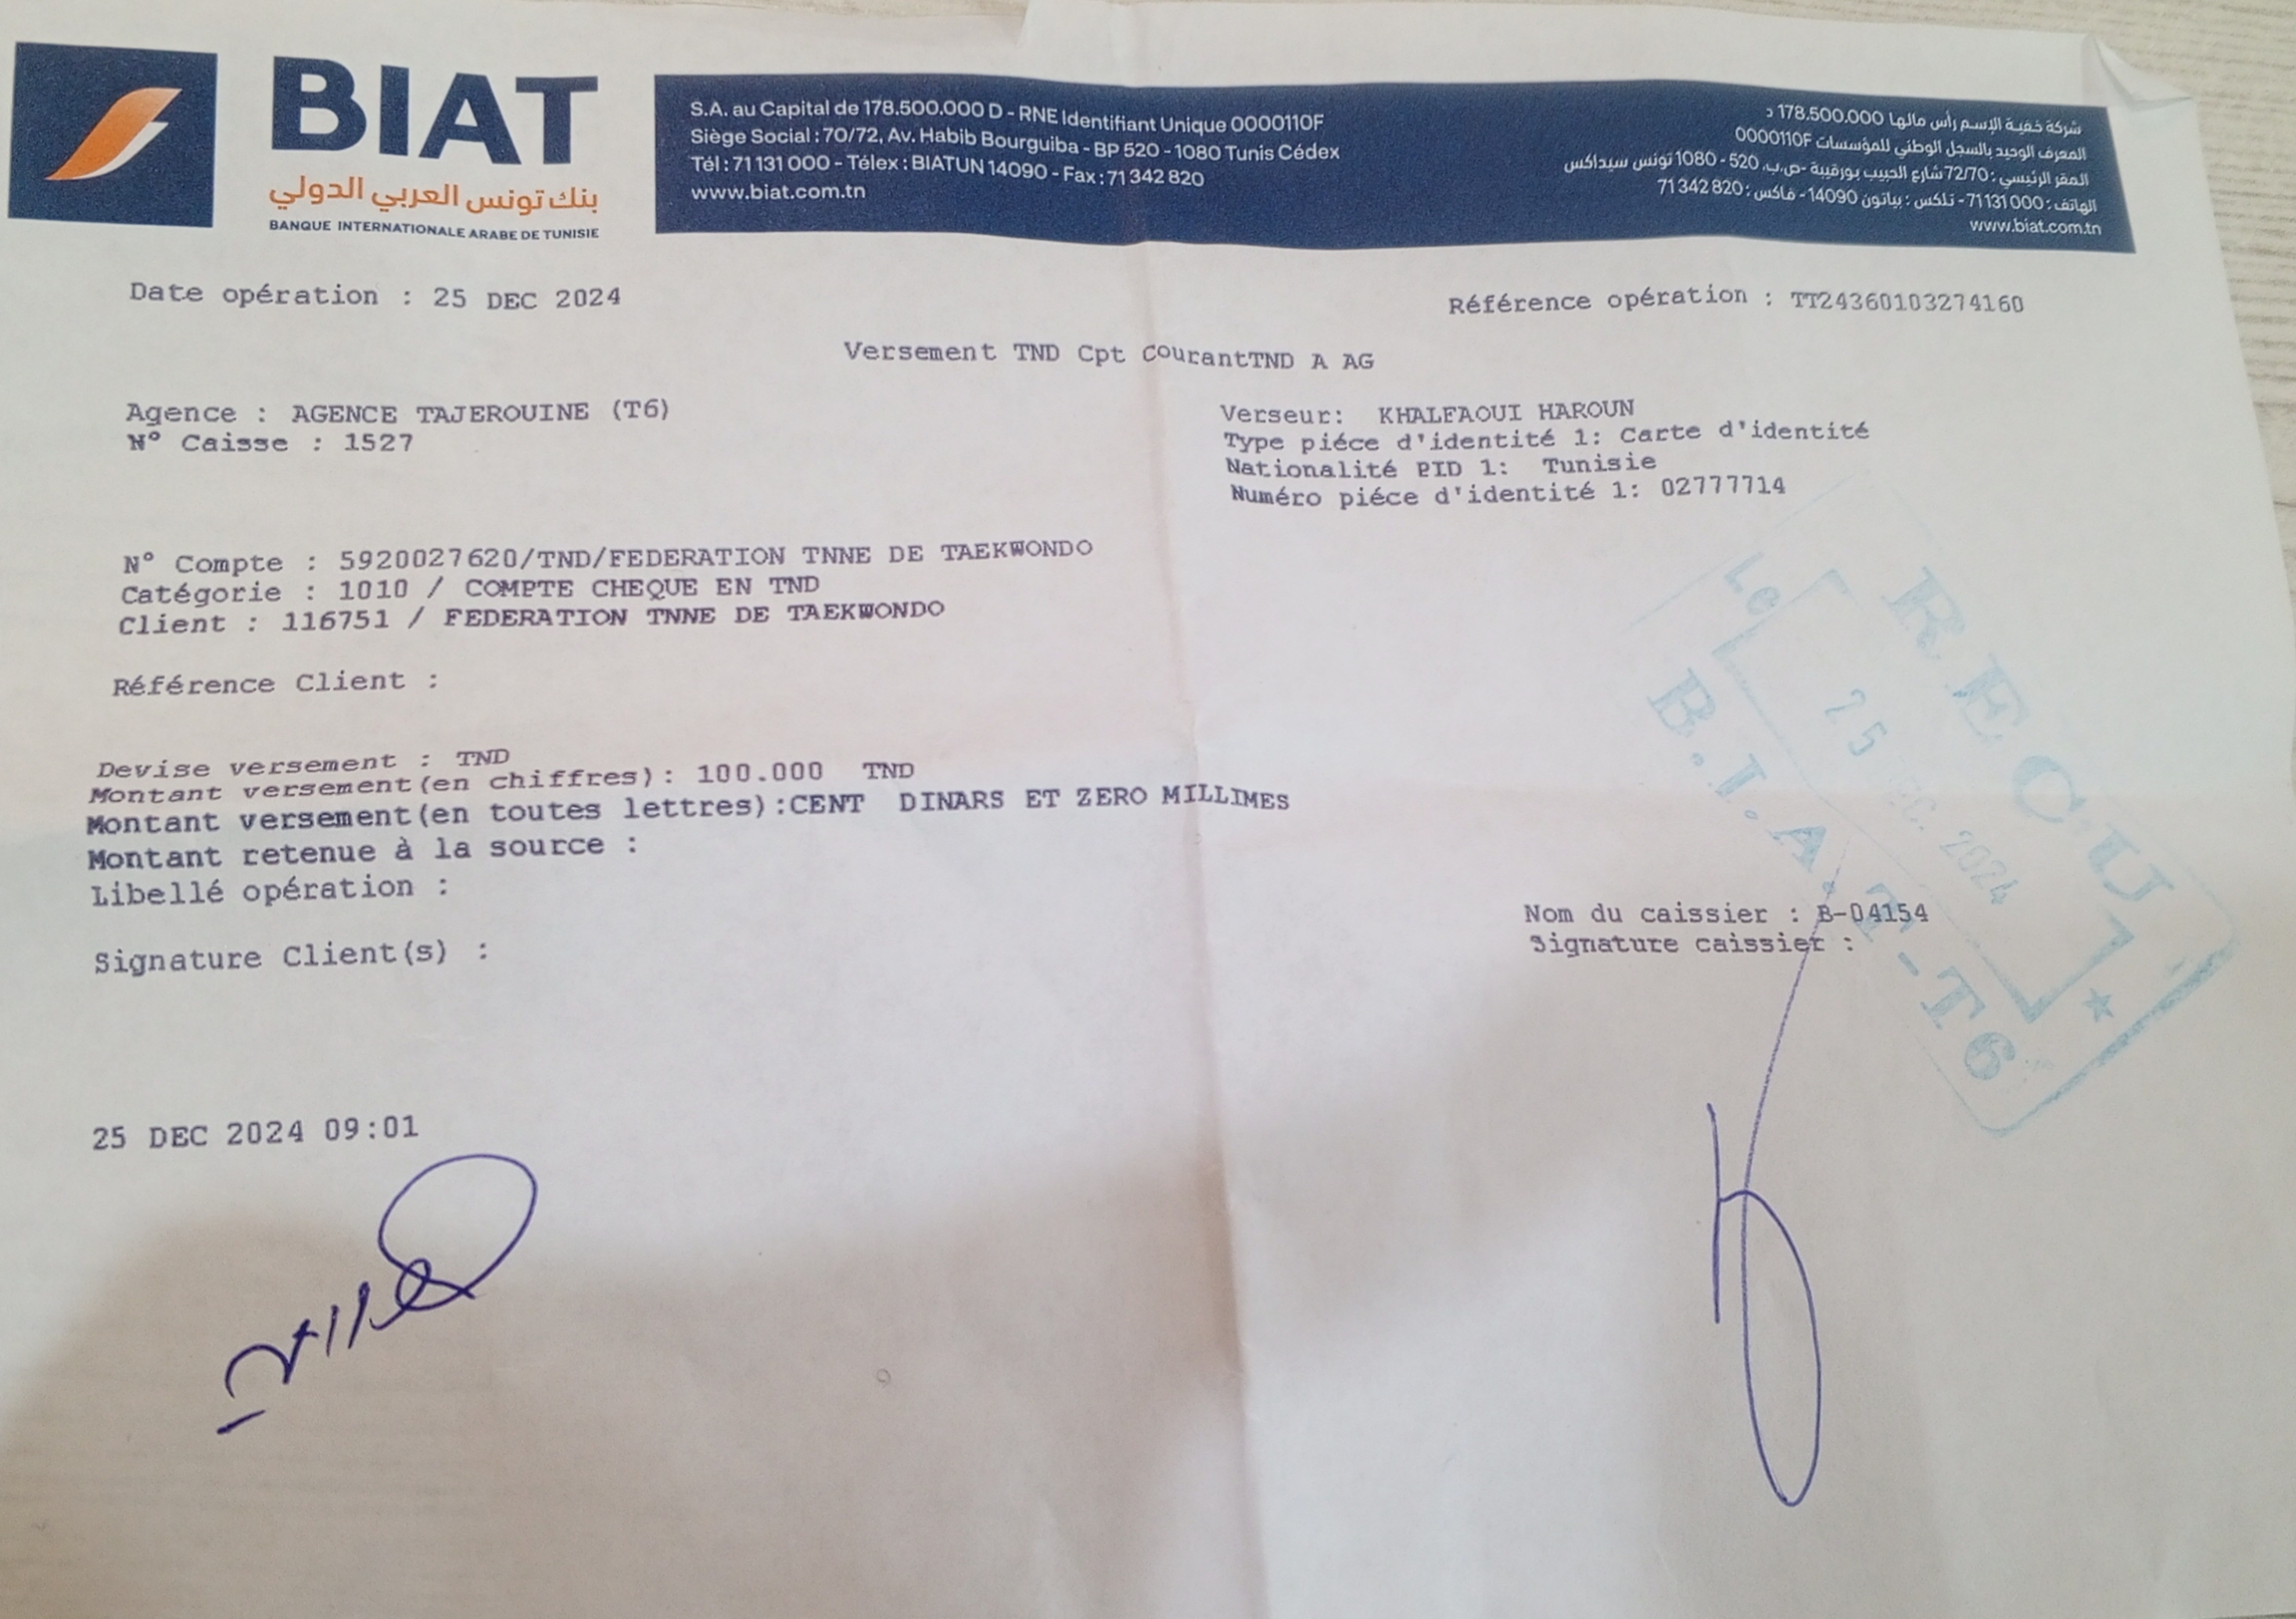 BIAT
بنك تونس العربي الدولي
BANQUE INTERNATIONALE ARABE DE TUNISIE
S.A. au Capital de 178.500.000 D - RNE Identifiant Unique 0000110F
Siège Social : 70/72, Av. Habib Bourguiba - BP 520 - 1080 Tunis Cédex
Tél : 71 131 000 - Télex : BIATUN 14090 - Fax : 71 342 820
www.biat.com.tn
شركة خفية الإسم رأس مالها 178.500.000 د
المعرف الوحيد بالسجل الوطني للمؤسسات 0000110F
المقر الرئيسي : 72/70 شارع الحبيب بورقيبة -ص.ب. 520 - 1080 تونس سيداكس
الهاتف : 71131000 - تلكس : بياتون 14090 - فاكس : 71 342 820
www.biat.com.tn
Date opération : 25 DEC 2024
Référence opération : TT24360103274160
Versement TND Cpt CourantTND A AG
Agence : AGENCE TAJEROUINE (T6)
N° Caisse : 1527
Verseur: KHALFAOUI HAROUN
Type piéce d'identité 1: Carte d'identité
Nationalité PID 1: Tunisie
Numéro piéce d'identité 1: 02777714
N° Compte : 5920027620/TND/FEDERATION TNNE DE TAEKWONDO
Catégorie : 1010 / COMPTE CHEQUE EN TND
Client : 116751 / FEDERATION TNNE DE TAEKWONDO
Référence Client :
Devise versement : TND
Montant versement(en chiffres): 100.000 TND
Montant versement(en toutes lettres):CENT DINARS ET ZERO MILLIMES
Montant retenue à la source :
Libellé opération :
Signature Client(s) :
Nom du caissier : B-04154
Signature caissier :
RECU
Le
25 DEC. 2024
B.I.A.T-T6
25 DEC 2024 09:01